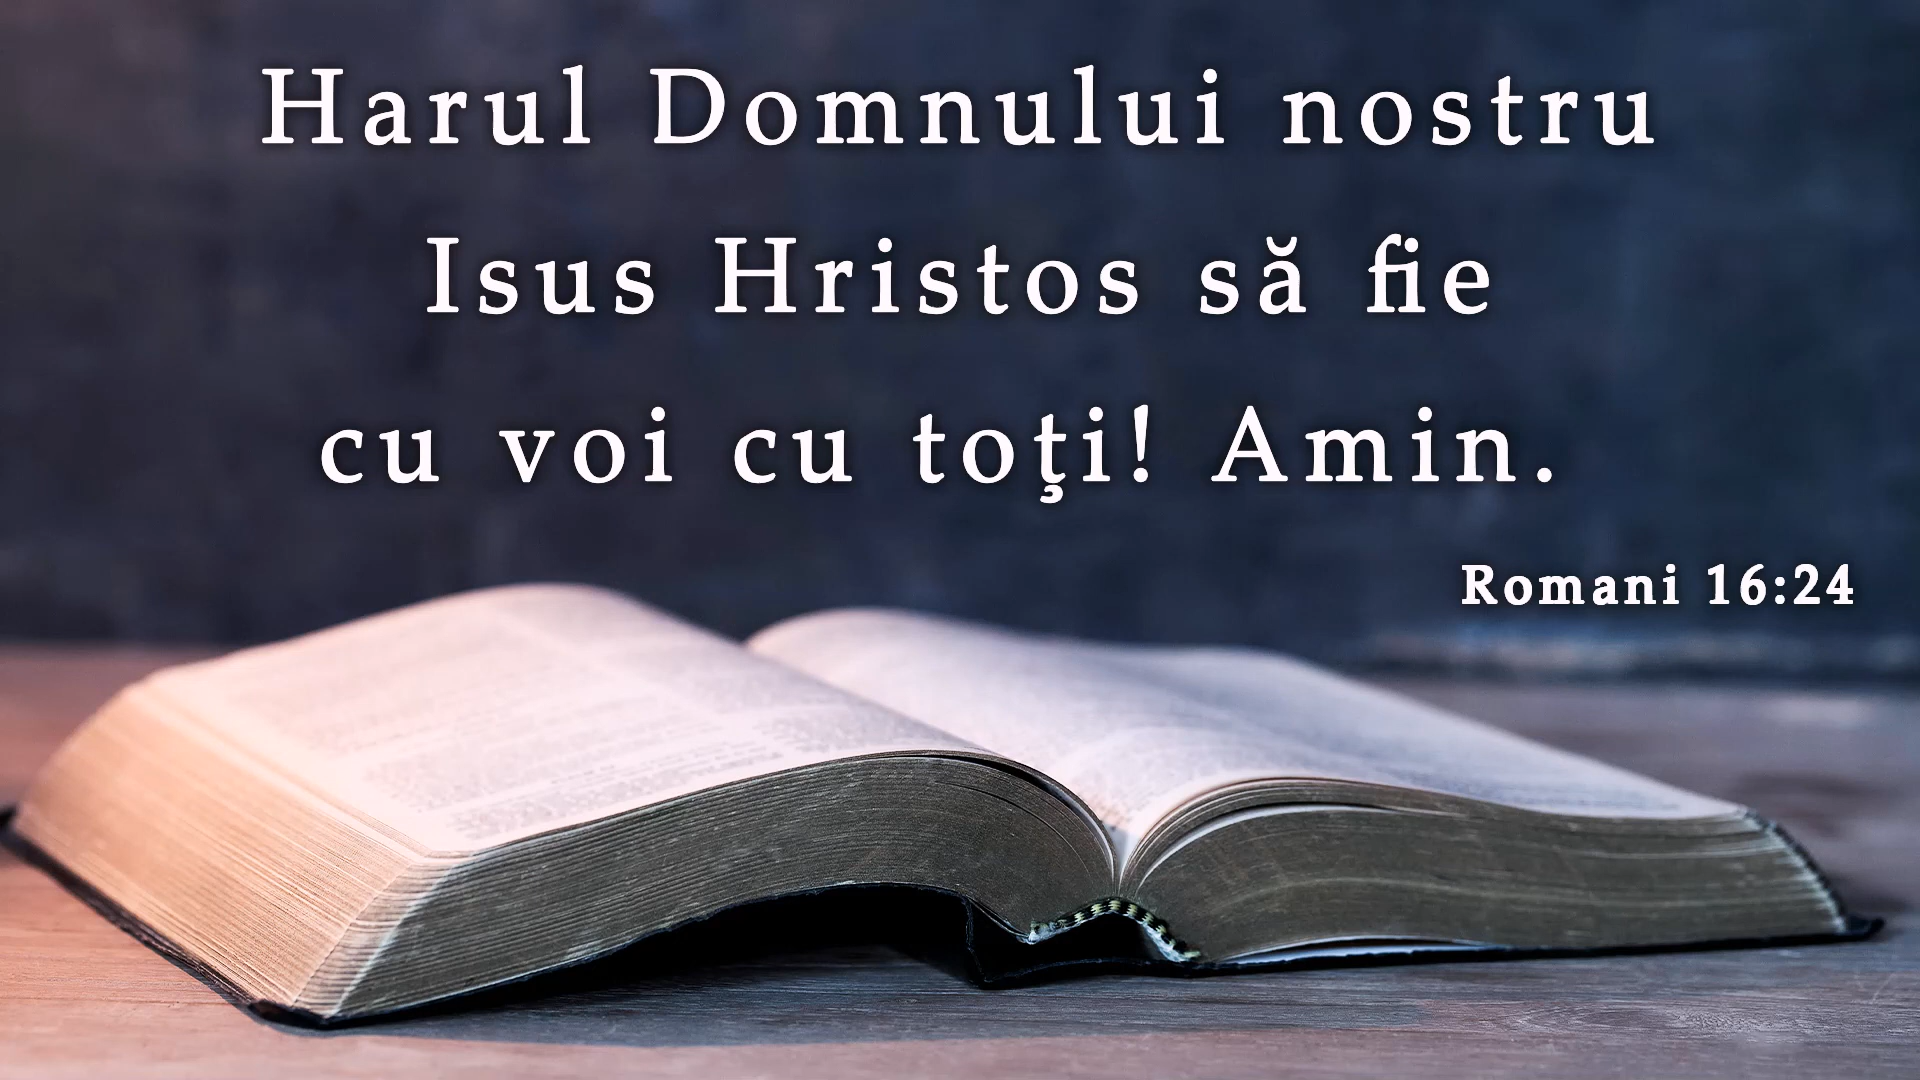 Harul Domnului nostru
Isus Hristos să fie
cu voi cu toţi! Amin.
Romani 16:24